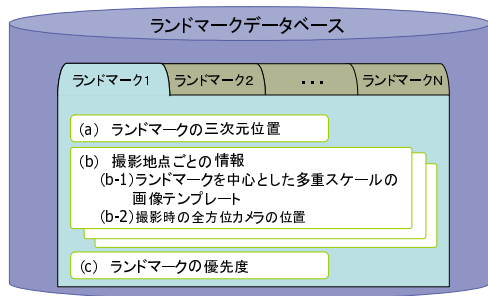 ランドマークデータベース
ランドマーク1
ランドマーク2
・・・
ランドマークN
(a) ランドマークの三次元位置
(b) 撮影地点ごとの情報
(b-1)ランドマークを中心とした多重スケールの
画像テンプレート
(b-2)撮影時の全方位カメラの位置
(c) ランドマークの優先度